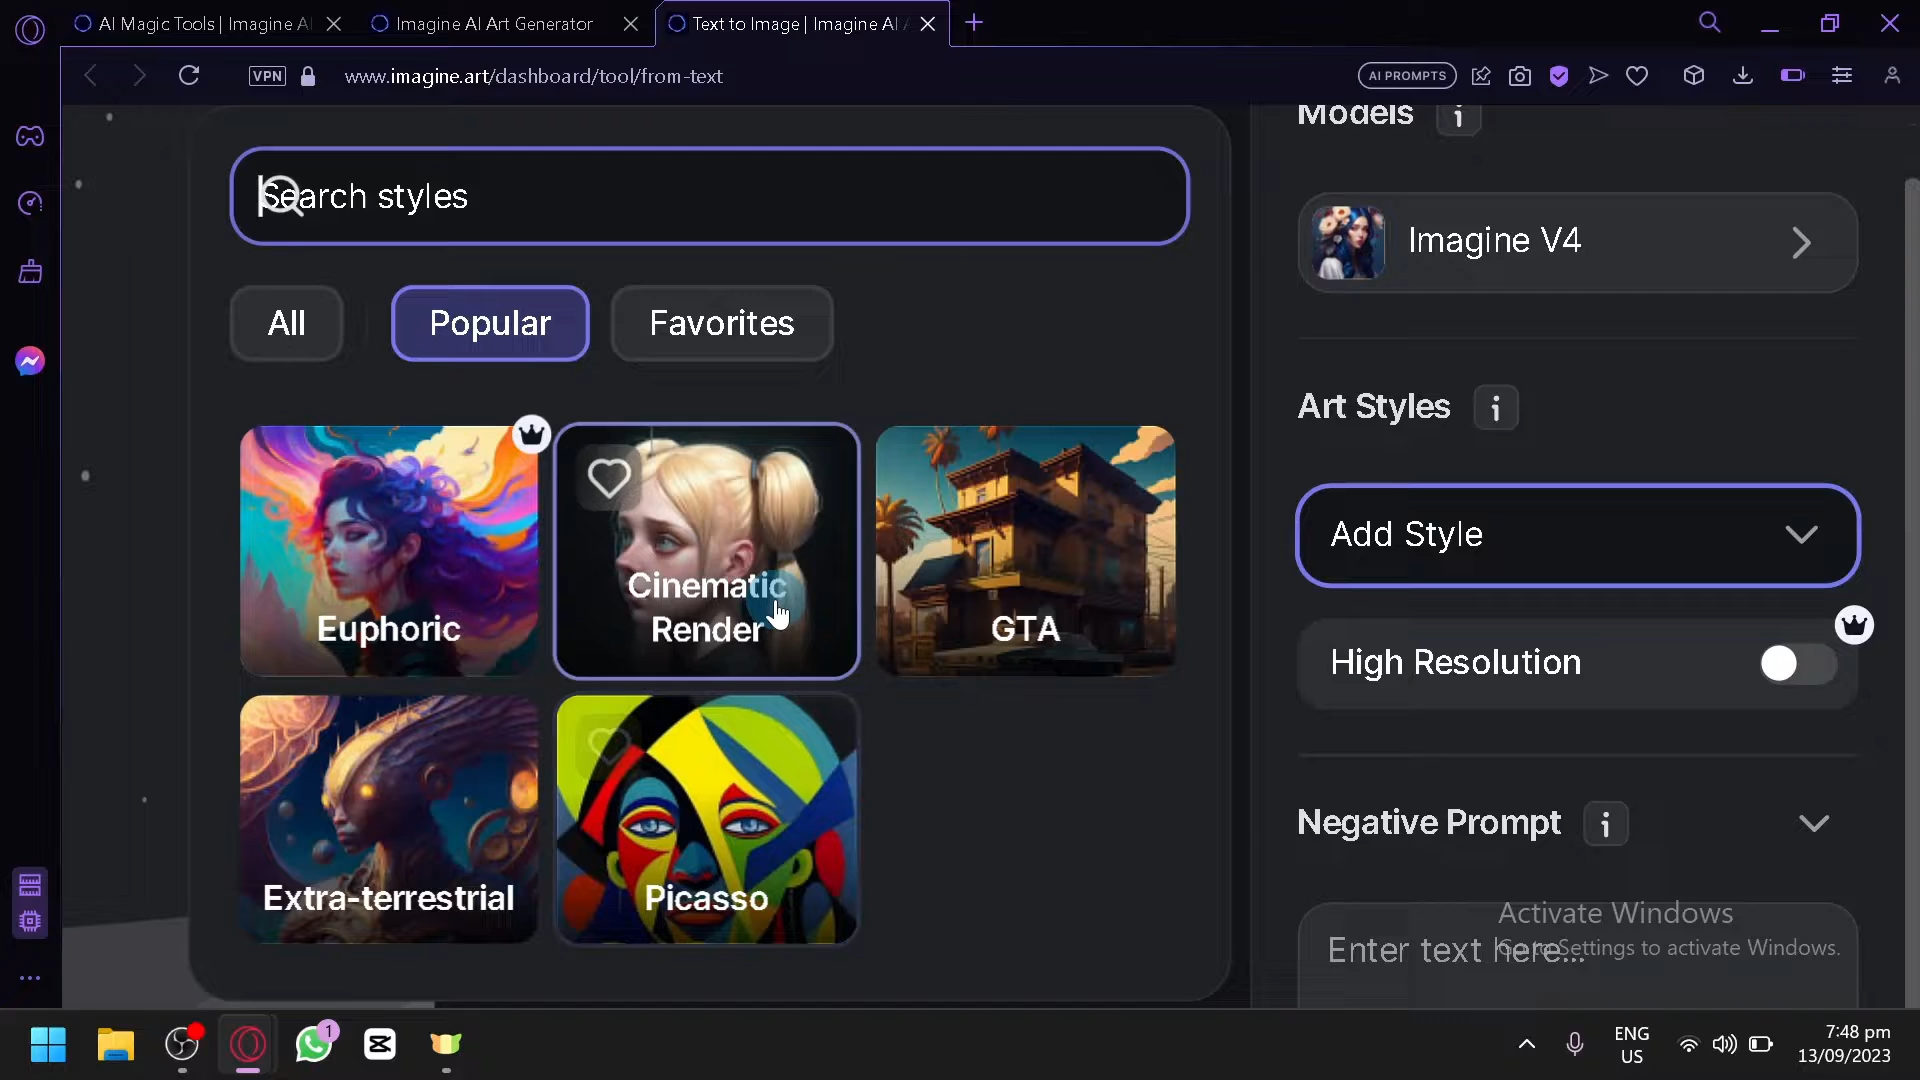 AI Magic Tools | Imagine AI
Imagine AI Art Generator
Text to Image | Imagine AI
VPN
www.imagine.art/dashboard/tool/from-text
AI PROMPTS
Search styles
All
Popular
Favorites
Euphoric
Cinematic
Render
GTA
Extra-terrestrial
Picasso
Models
i
Imagine V4
Art Styles
i
Add Style
High Resolution
Negative Prompt
i
Enter text here...
Activate Windows
Go to Settings to activate Windows.
1
ENG
US
7:48 pm
13/09/2023